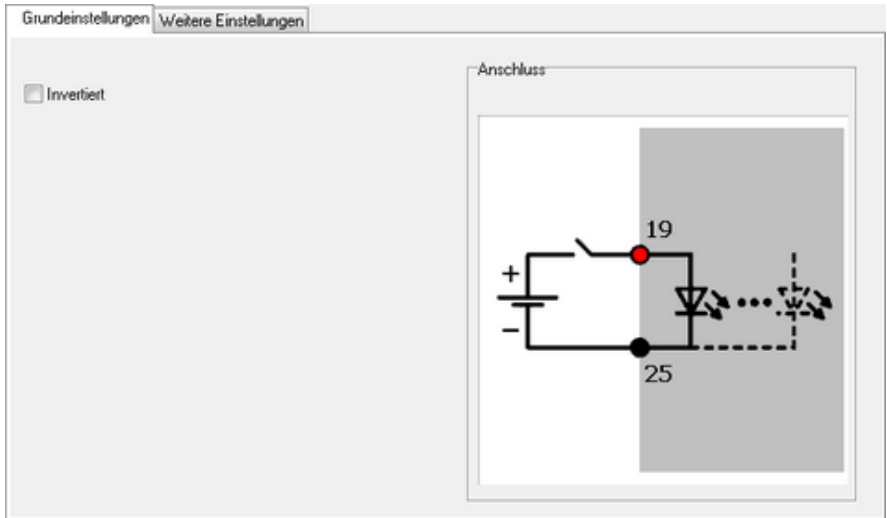 Grundeinstellungen Weitere Einstellungen
Invertiert
Anschluss
19
+
−
25